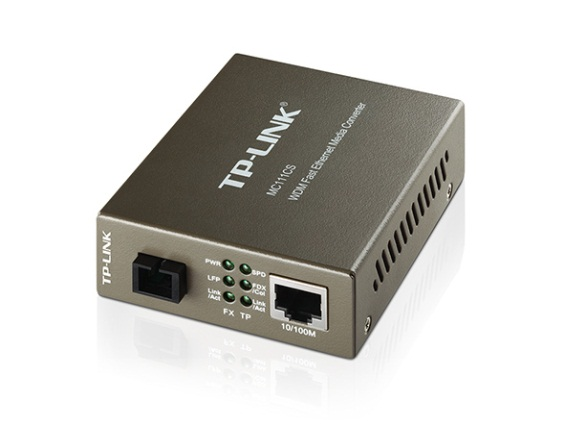 TP-LINK®
MC111CS
WDM Fast Ethernet Media Converter
TP-LINK
PWR SPD
LFP FDX
/Col
Link
/Act Link
/Act
FX TP
10/100M